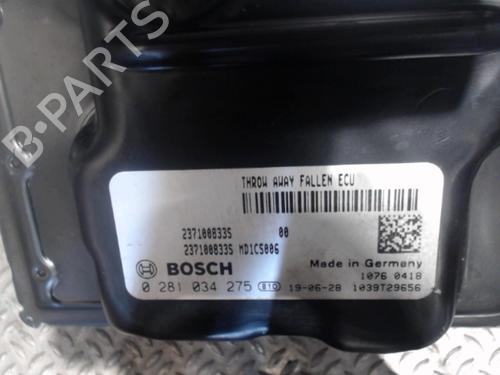 B-PARTS
THROW AWAY FALLEN ECU
237100833S 00
237100833S MD1CS006
BOSCH
Made in Germany
1076 0418
0 281 034 275 810 19-06-28 1039T29656